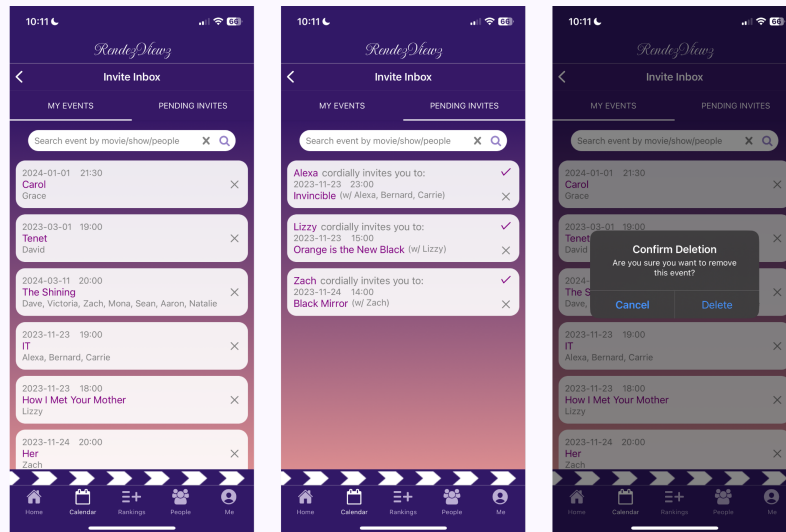 10:11
66
RendezViewz
Invite Inbox
MY EVENTS
PENDING INVITES
Search event by movie/show/people
2024-01-01 21:30
Carol
Grace
2023-03-01 19:00
Tenet
David
2024-03-11 20:00
The Shining
Dave, Victoria, Zach, Mona, Sean, Aaron, Natalie
2023-11-23 19:00
IT
Alexa, Bernard, Carrie
2023-11-23 18:00
How I Met Your Mother
Lizzy
2023-11-24 20:00
Her
Zach
Home
Calendar
Rankings
People
Me
10:11
66
RendezViewz
Invite Inbox
MY EVENTS
PENDING INVITES
Search event by movie/show/people
Alexa cordially invites you to:
2023-11-23 23:00
Invincible (w/ Alexa, Bernard, Carrie)
Lizzy cordially invites you to:
2023-11-23 15:00
Orange is the New Black (w/ Lizzy)
Zach cordially invites you to:
2023-11-24 14:00
Black Mirror (w/ Zach)
Home
Calendar
Rankings
People
Me
10:11
66
RendezViewz
Invite Inbox
MY EVENTS
PENDING INVITES
Search event by movie/show/people
2024-01-01 21:30
Carol
Grace
2023-03-01 19:00
Tenet
David
Confirm Deletion
Are you sure you want to remove
this event?
Cancel
Delete
2024-
The S
Dave,
2023-11-23 19:00
IT
Alexa, Bernard, Carrie
2023-11-23 18:00
How I Met Your Mother
Lizzy
2023-11-24 20:00
Her
Zach
Home
Calendar
Rankings
People
Me